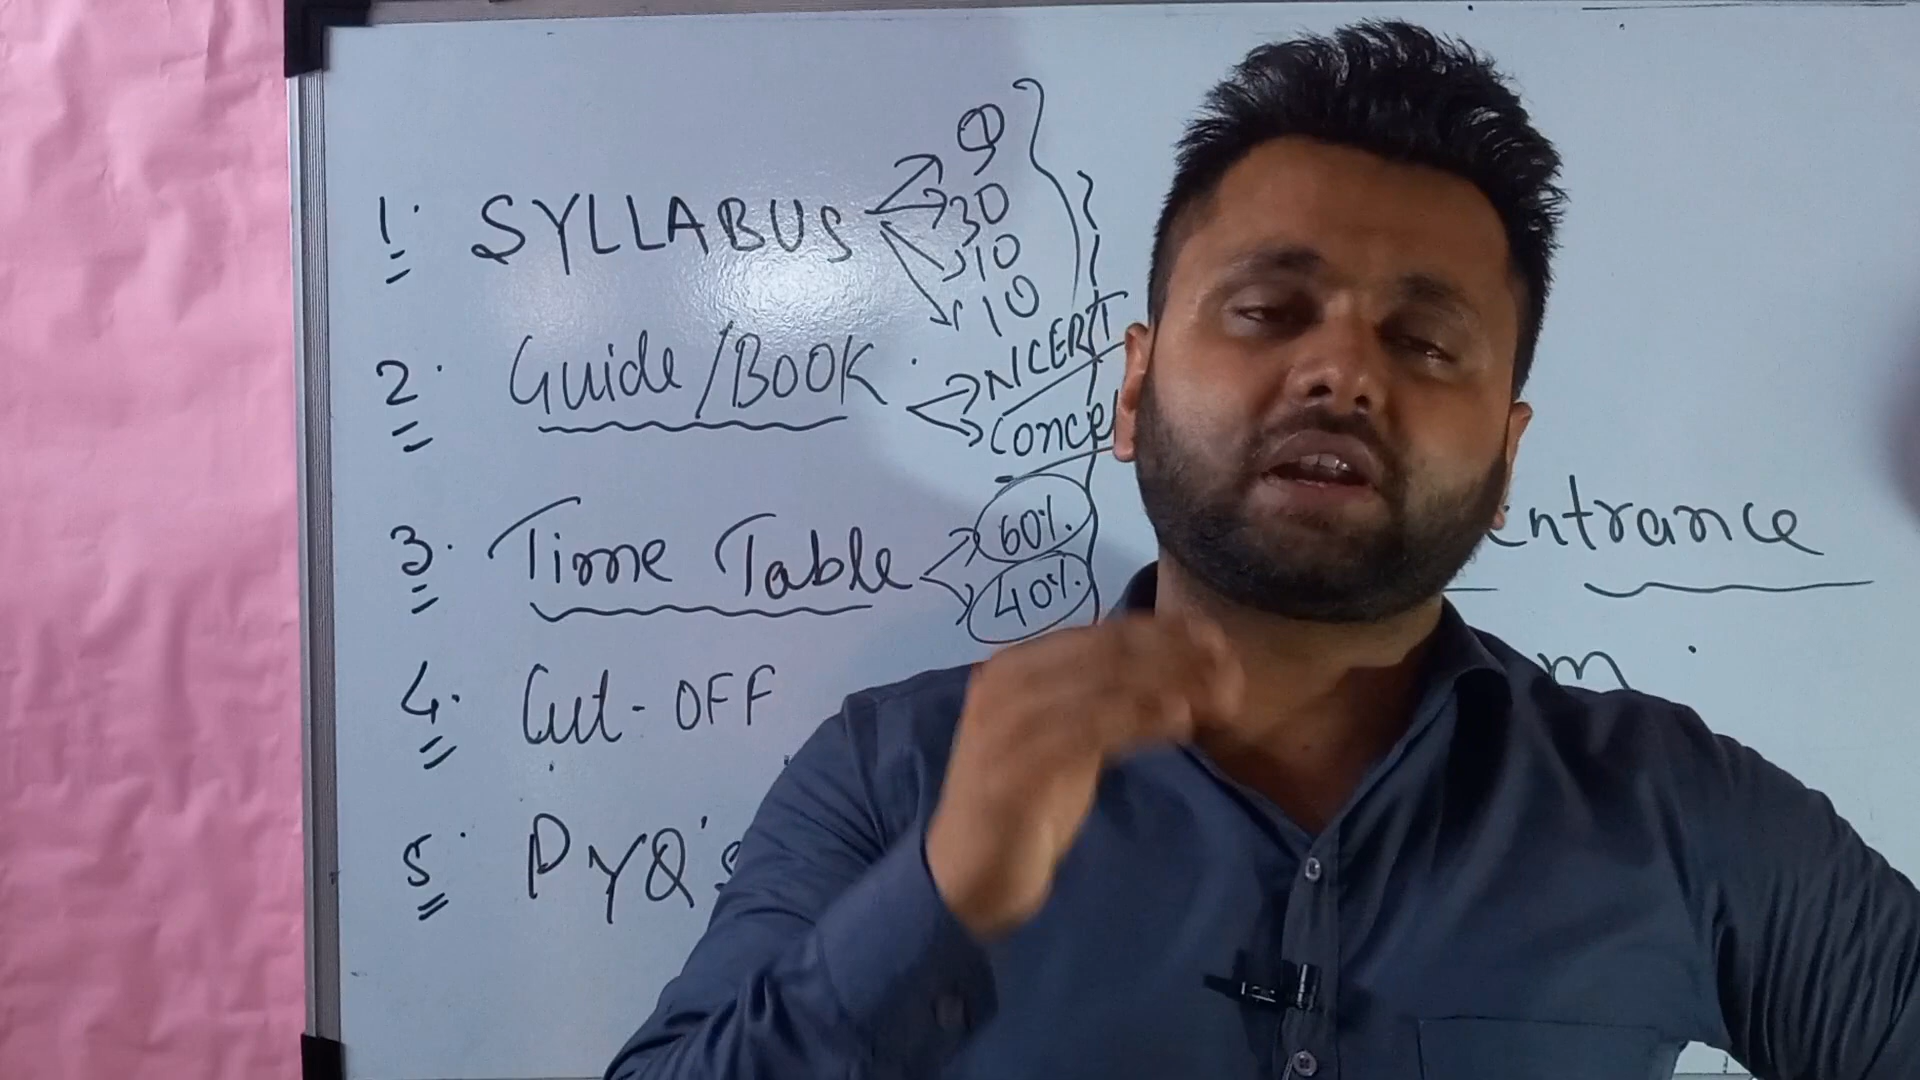 1. SYLLABUS
30
10
10
2. Guide/BOOK.
NCERT
Conce
3. Time Table
60%.
40%.
entrance
m.
4. Cut-OFF
5. PYQ's